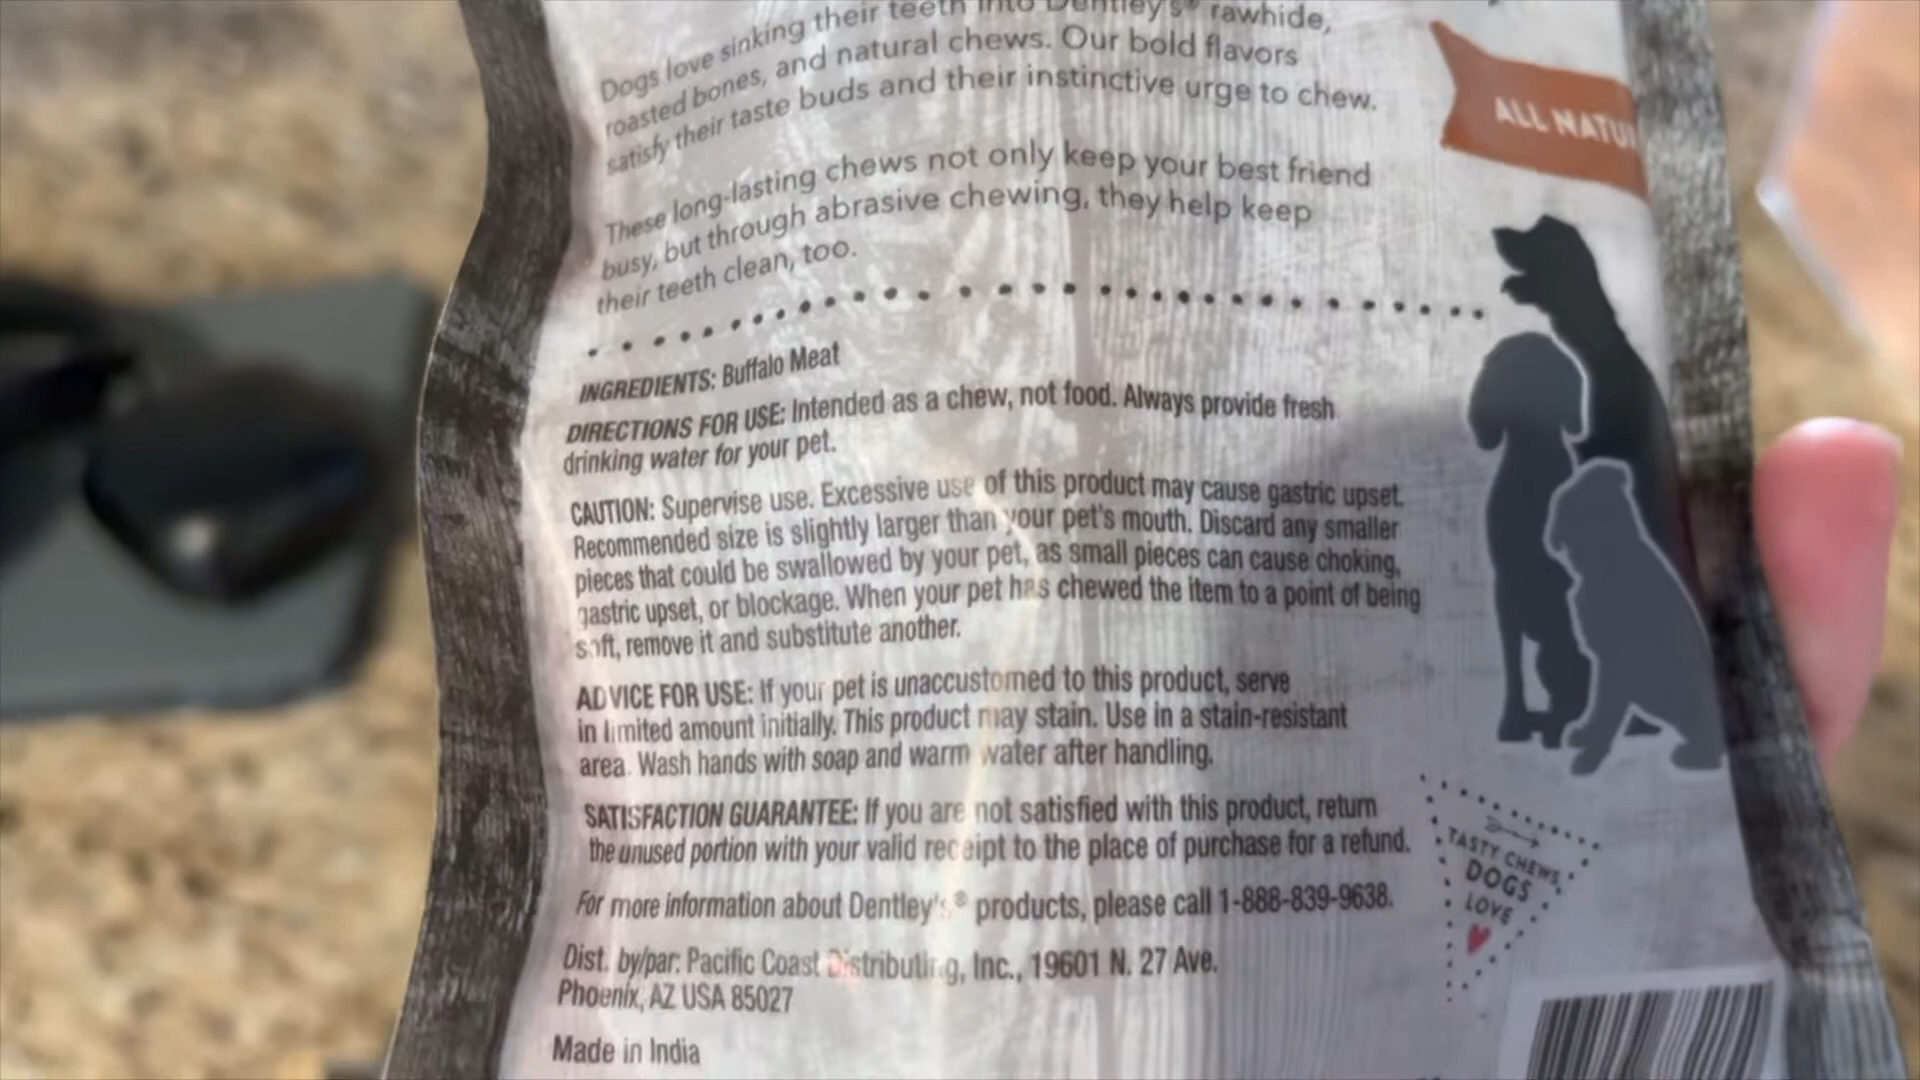 Dogs love sinking their teeth into Dentley's® rawhide,
roasted bones, and natural chews. Our bold flavors
satisfy their taste buds and their instinctive urge to chew.
These long-lasting chews not only keep your best friend
busy, but through abrasive chewing, they help keep
their teeth clean, too.
ALL NATU
INGREDIENTS: Buffalo Meat
DIRECTIONS FOR USE: Intended as a chew, not food. Always provide fresh
drinking water for your pet.
CAUTION: Supervise use. Excessive use of this product may cause gastric upset.
Recommended size is slightly larger than your pet's mouth. Discard any smaller
pieces that could be swallowed by your pet, as small pieces can cause choking,
gastric upset, or blockage. When your pet has chewed the item to a point of being
soft, remove it and substitute another.
ADVICE FOR USE: If your pet is unaccustomed to this product, serve
in limited amount initially. This product may stain. Use in a stain-resistant
area. Wash hands with soap and warm water after handling.
SATISFACTION GUARANTEE: If you are not satisfied with this product, return
the unused portion with your valid receipt to the place of purchase for a refund.
For more information about Dentley's® products, please call 1-888-839-9638.
Dist. by/par: Pacific Coast Distributing, Inc., 19601 N. 27 Ave.
Phoenix, AZ USA 85027
Made in India
TASTY CHEWS
DOGS
LOVE